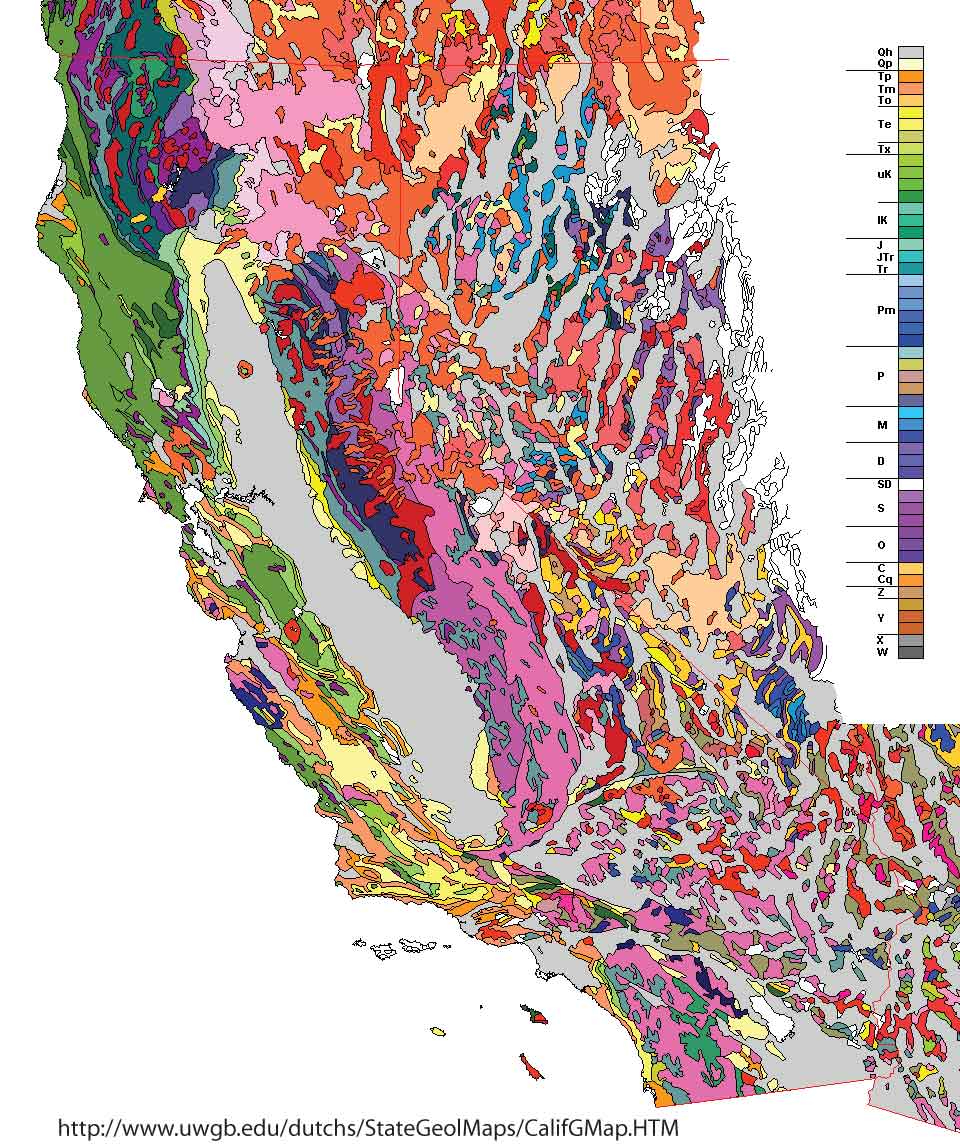 Qh
Qp
Tp
Tm
To
Te
Tx
uK
lK
J
JTr
Tr
Pm
P
M
D
SD
S
O
C
Cq
Z
Y
X
W
http://www.uwgb.edu/dutchs/StateGeolMaps/CalifGMap.HTM